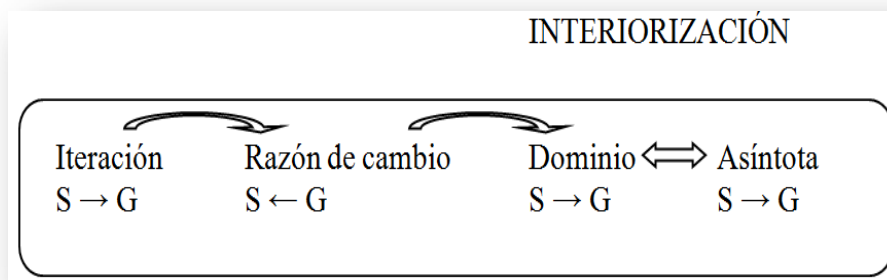 INTERIORIZACIÓN
Iteración Razón de cambio Dominio ⟺ Asíntota
S → G S ← G S → G S → G